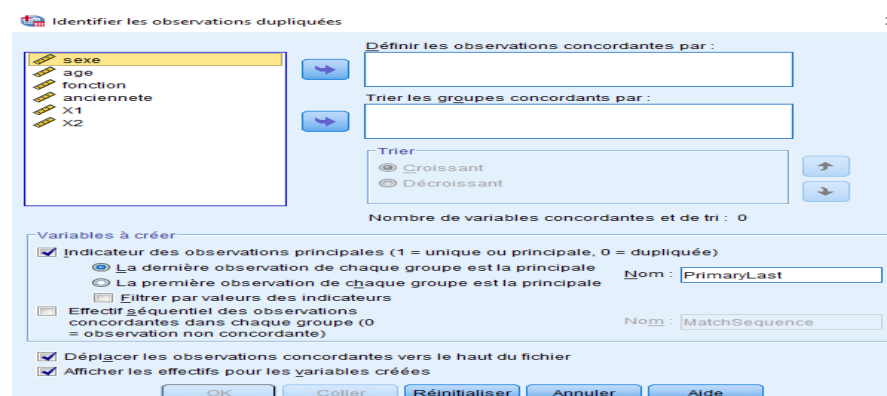 Identifier les observations dupliquées
sexe
age
fonction
anciennete
X1
X2
Définir les observations concordantes par :
Trier les groupes concordants par :
Trier
Croissant
Décroissant
Nombre de variables concordantes et de tri : 0
Variables à créer
Indicateur des observations principales (1 = unique ou principale, 0 = dupliquée)
La dernière observation de chaque groupe est la principale
La première observation de chaque groupe est la principale
Nom : PrimaryLast
Filtrer par valeurs des indicateurs
Effectif séquentiel des observations
concordantes dans chaque groupe (0
= observation non concordante)
Nom : MatchSequence
Déplacer les observations concordantes vers le haut du fichier
Afficher les effectifs pour les variables créées
OK Coller Réinitialiser Annuler Aide